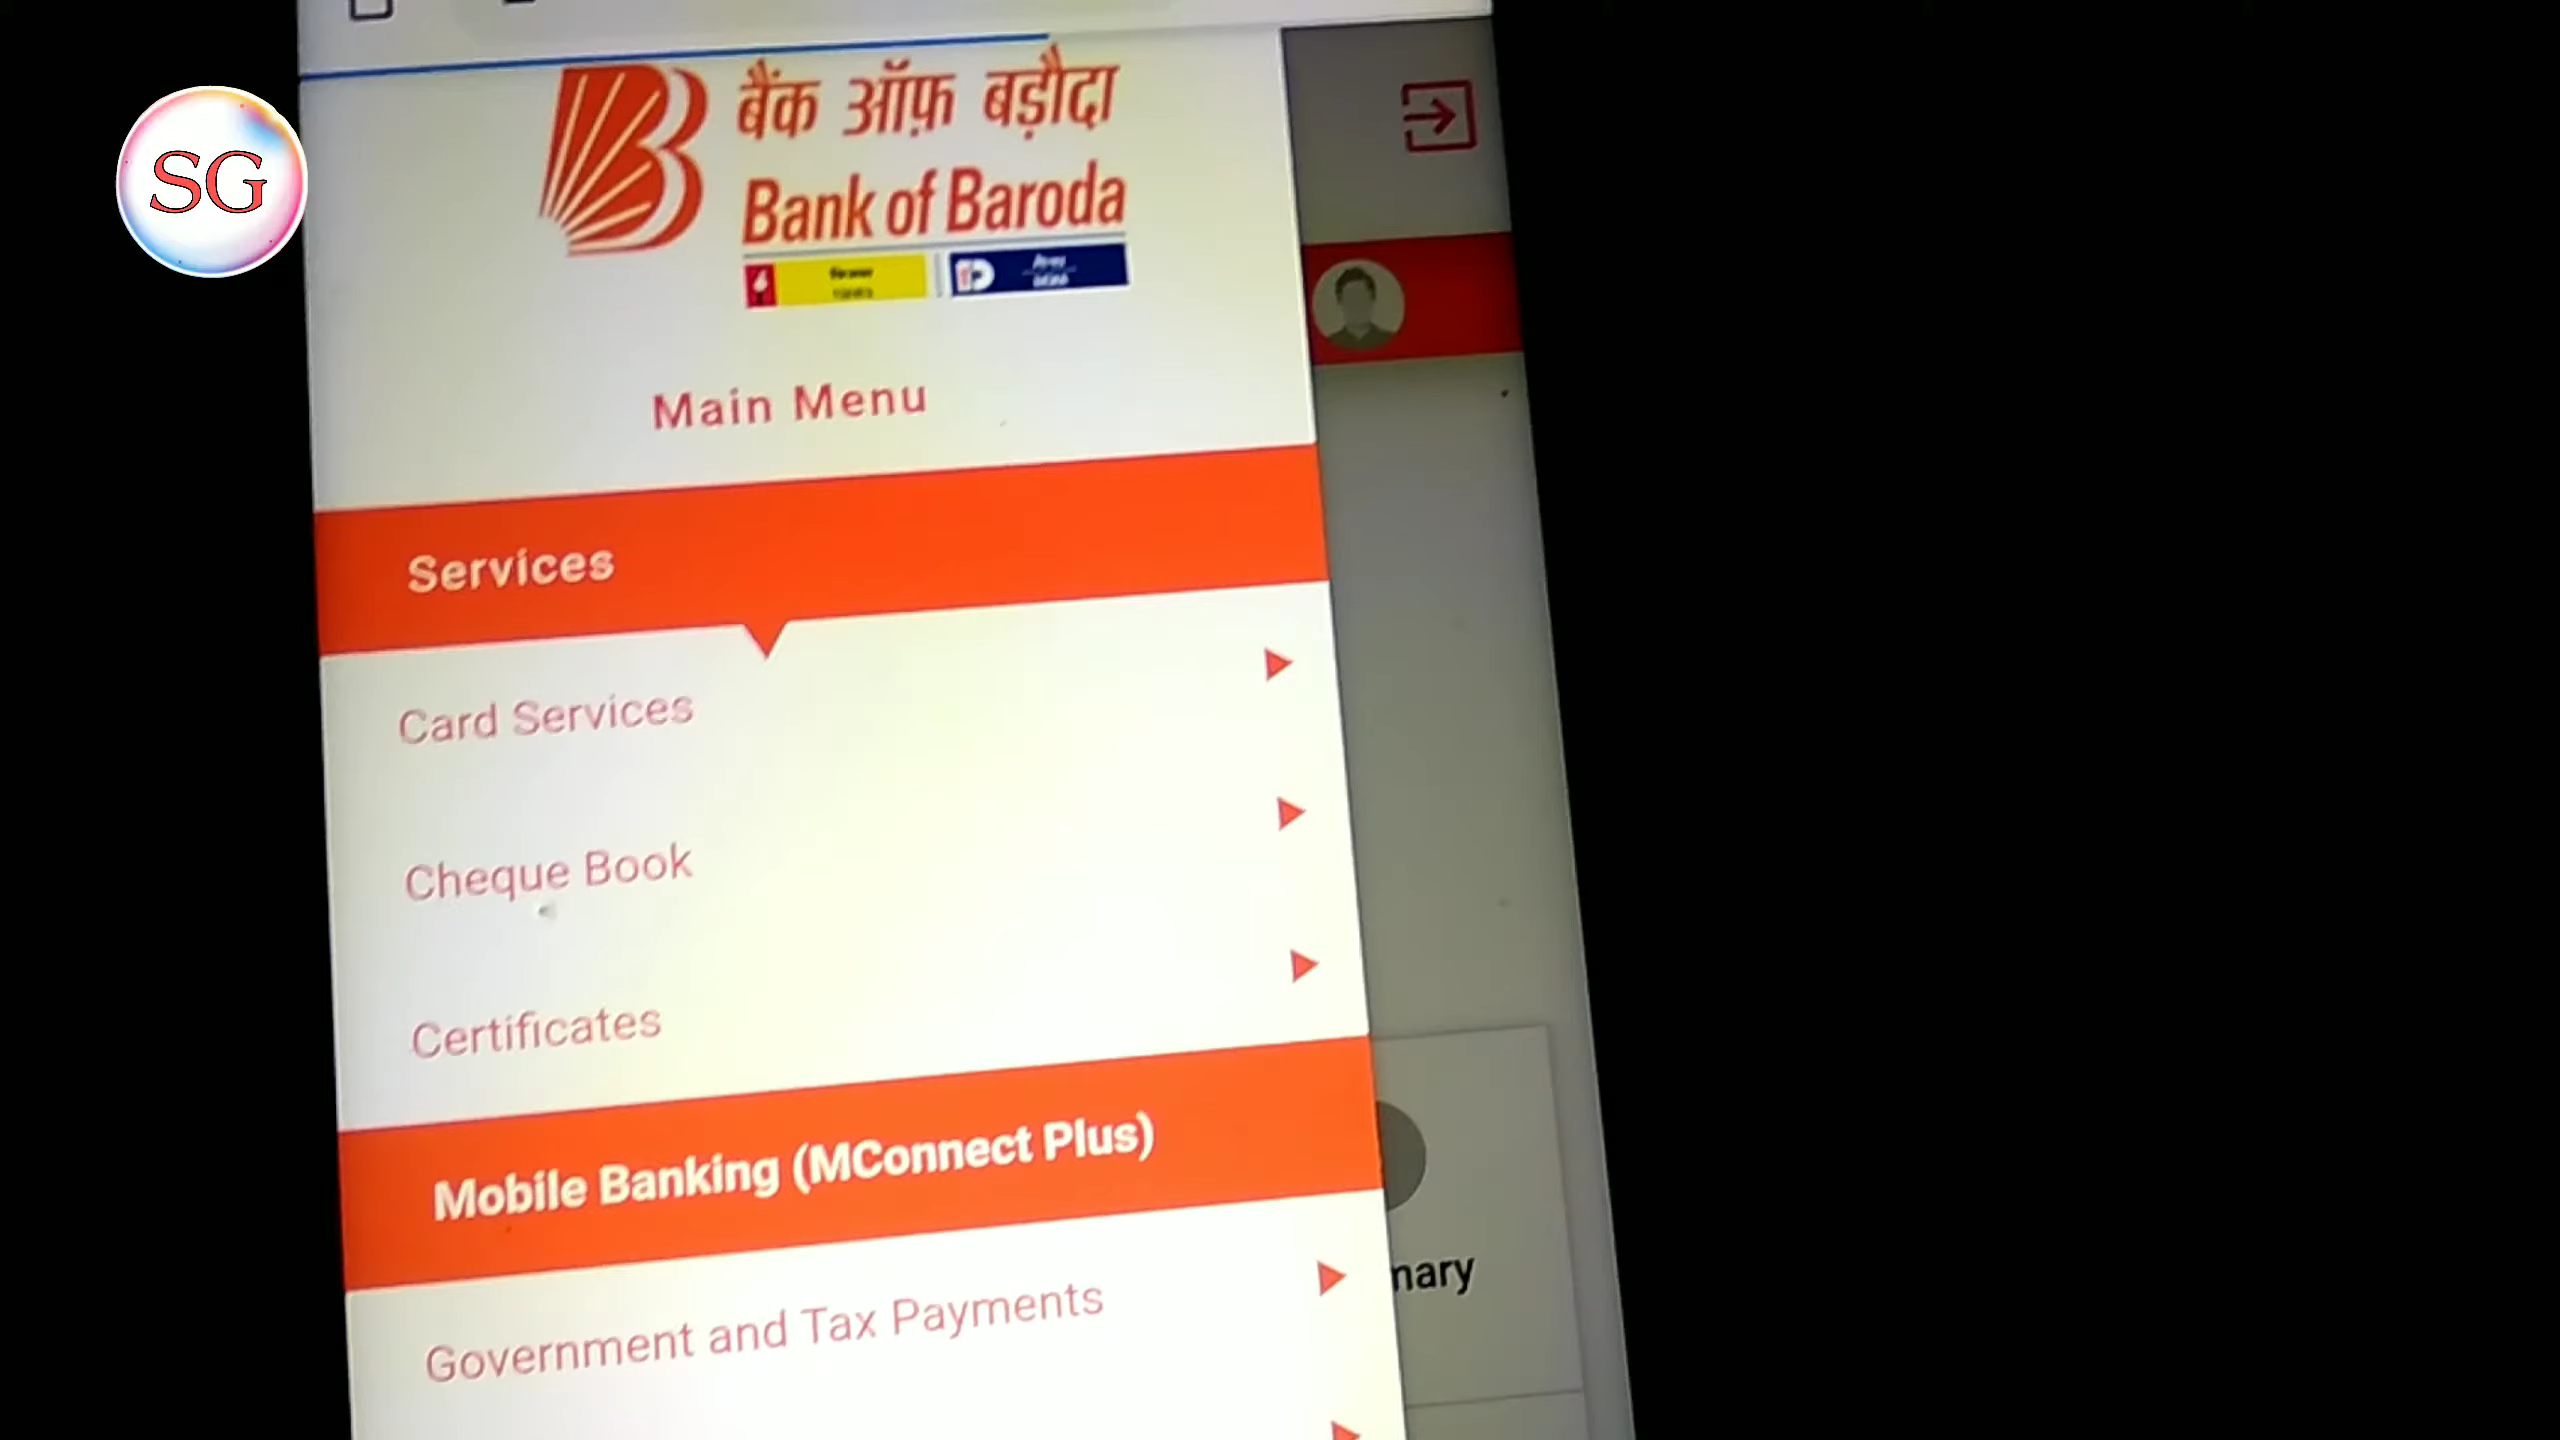 SG
बैंक ऑफ़ बड़ौदा
Bank of Baroda
Main Menu
Services
Card Services
Cheque Book
Certificates
Mobile Banking (MConnect Plus)
Government and Tax Payments
mary